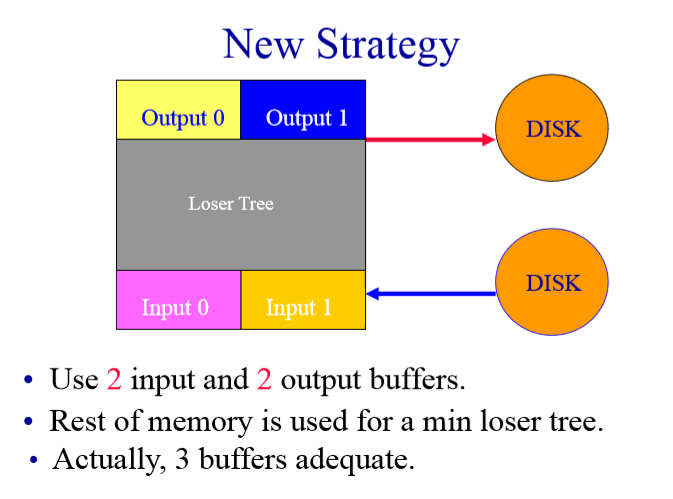 New Strategy
Output 0
Output 1
DISK
Loser Tree
DISK
Input 0
Input 1
• Use 2 input and 2 output buffers.
• Rest of memory is used for a min loser tree.
• Actually, 3 buffers adequate.